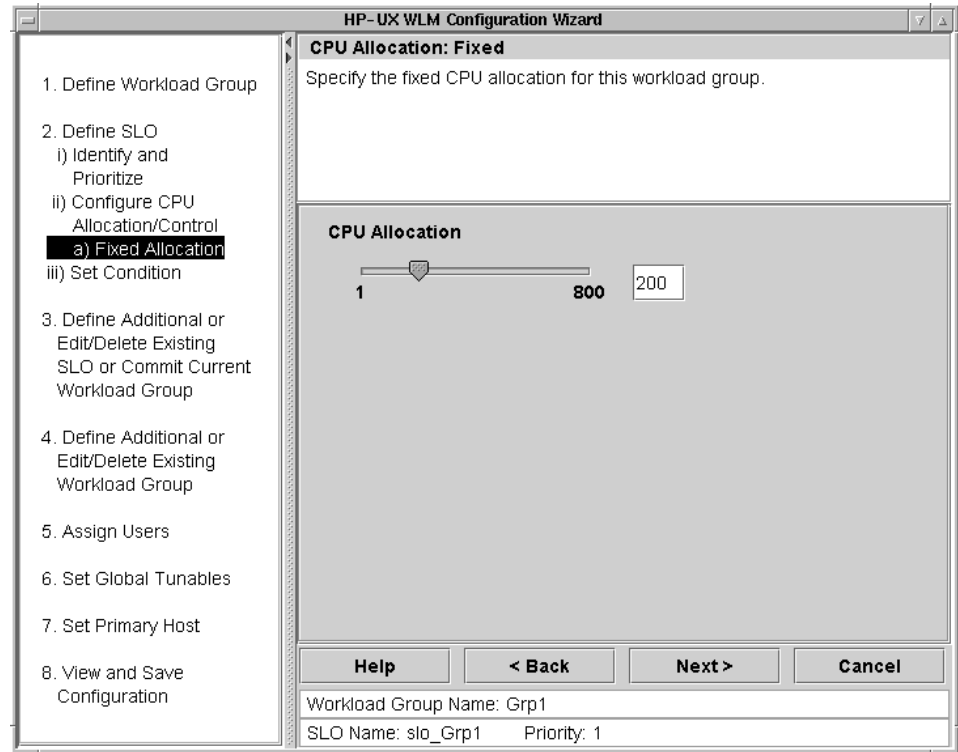 HP-UX WLM Configuration Wizard
1. Define Workload Group
2. Define SLO
i) Identify and
Prioritize
ii) Configure CPU
Allocation/Control
a) Fixed Allocation
iii) Set Condition
3. Define Additional or
Edit/Delete Existing
SLO or Commit Current
Workload Group
4. Define Additional or
Edit/Delete Existing
Workload Group
5. Assign Users
6. Set Global Tunables
7. Set Primary Host
8. View and Save
Configuration
CPU Allocation: Fixed
Specify the fixed CPU allocation for this workload group.
CPU Allocation
1 800 200
Help < Back Next > Cancel
Workload Group Name: Grp1
SLO Name: slo_Grp1 Priority: 1